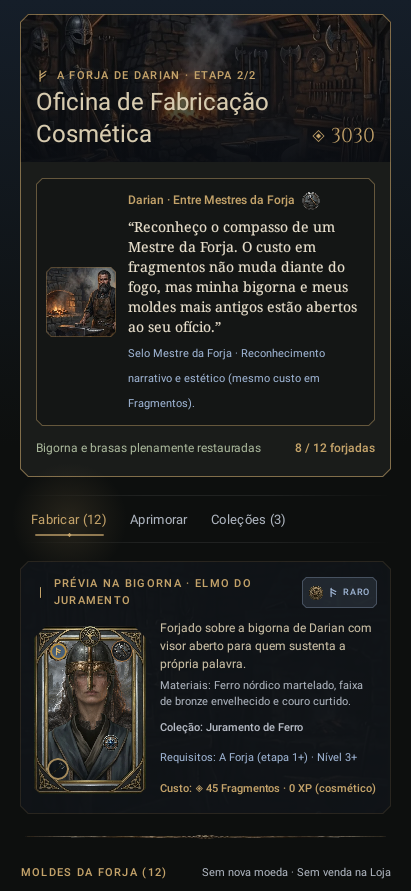 A FORJA DE DARIAN · ETAPA 2/2
Oficina de Fabricação
Cosmética
3030
Darian · Entre Mestres da Forja
“Reconheço o compasso de um
Mestre da Forja. O custo em
fragmentos não muda diante do
fogo, mas minha bigorna e meus
moldes mais antigos estão abertos
ao seu ofício.”
Selo Mestre da Forja · Reconhecimento
narrativo e estético (mesmo custo em
Fragmentos).
Bigorna e brasas plenamente restauradas
8 / 12 forjadas
Fabricar (12)
Aprimorar
Coleções (3)
PRÉVIA NA BIGORNA · ELMO DO
JURAMENTO
RARO
Forjado sobre a bigorna de Darian com
visor aberto para quem sustenta a
própria palavra.
Materiais: Ferro nórdico martelado, faixa
de bronze envelhecido e couro curtido.
Coleção: Juramento de Ferro
Requisitos: A Forja (etapa 1+) · Nível 3+
Custo: ◈ 45 Fragmentos · 0 XP (cosmético)
MOLDES DA FORJA (12)
Sem nova moeda · Sem venda na Loja